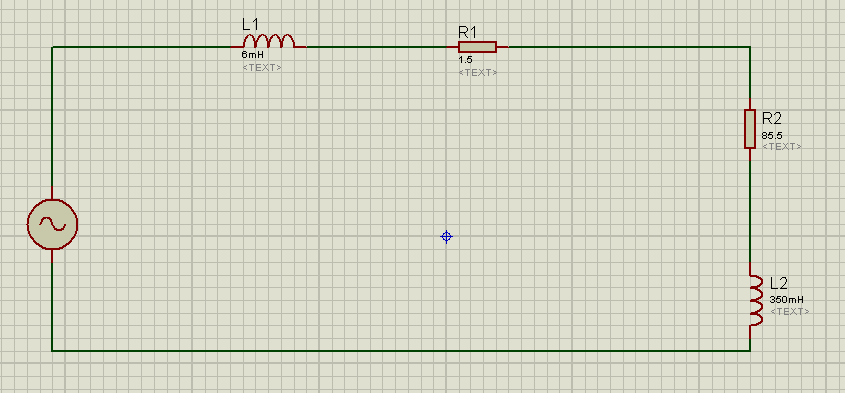 L1
6mH
<TEXT>
R1
1.5
<TEXT>
R2
85.5
<TEXT>
L2
350mH
<TEXT>